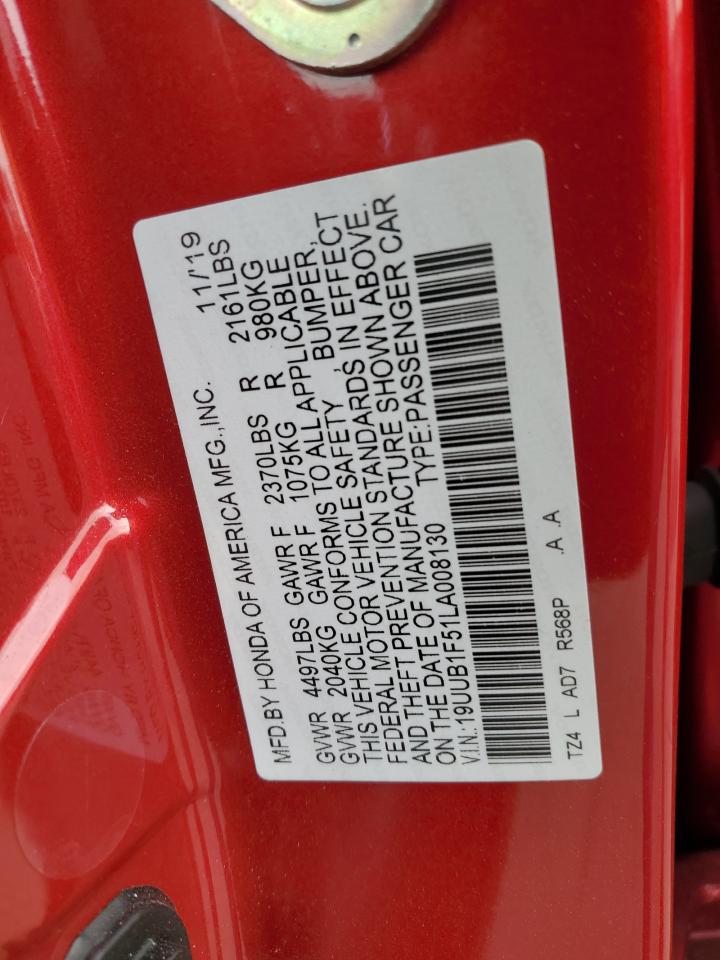 MFD.BY HONDA OF AMERICA MFG.,INC. 11/'19
GVWR 4497LBS GAWR F 2370LBS R 2161LBS
GVWR 2040KG GAWR F 1075KG R 980KG
THIS VEHICLE CONFORMS TO ALL APPLICABLE
FEDERAL MOTOR VEHICLE SAFETY , BUMPER,
AND THEFT PREVENTION STANDARDS IN EFFECT
ON THE DATE OF MANUFACTURE SHOWN ABOVE.
V.I.N.:19UUB1F51LA008130 TYPE:PASSENGER CAR
TZ4 L AD7 R568P .A .A